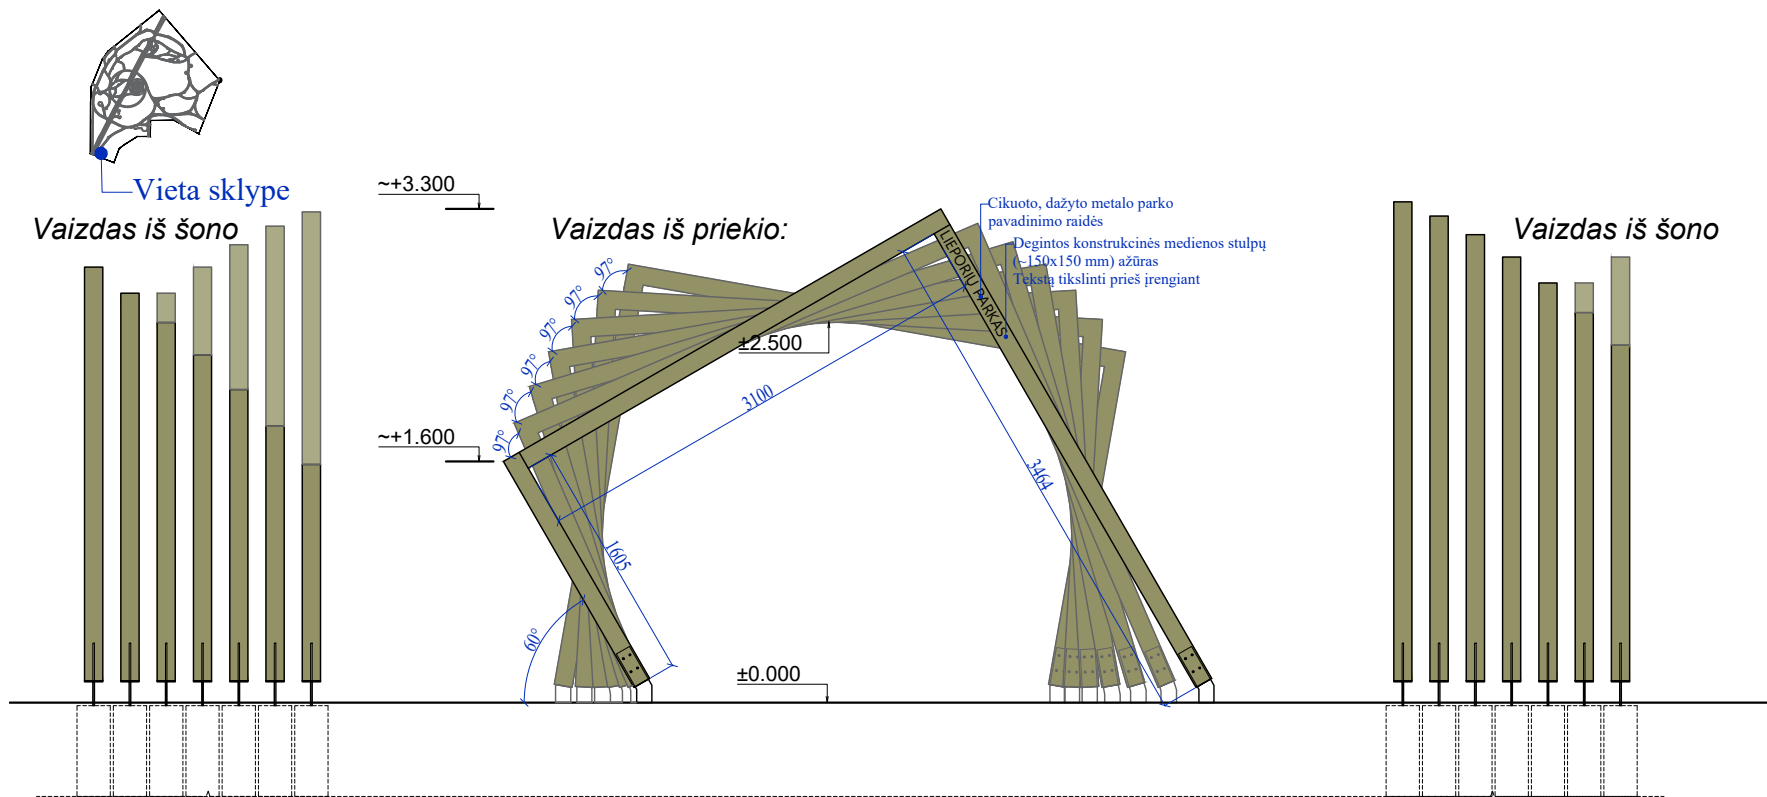 Vieta sklype
~+3.300
Vaizdas iš šono
Vaizdas iš priekio:
Cikuoto, dažyto metalo parko
pavadinimo raidės
Degintos konstrukcinės medienos stulpų
(~150x150 mm) ažūras
Tekstą tikslinti prieš įrengiant
Vaizdas iš šono
LIEPORIŲ PARKAS
97°
97°
97°
97°
97°
97°
±2.500
3100
~+1.600
3464
1605
60°
±0.000